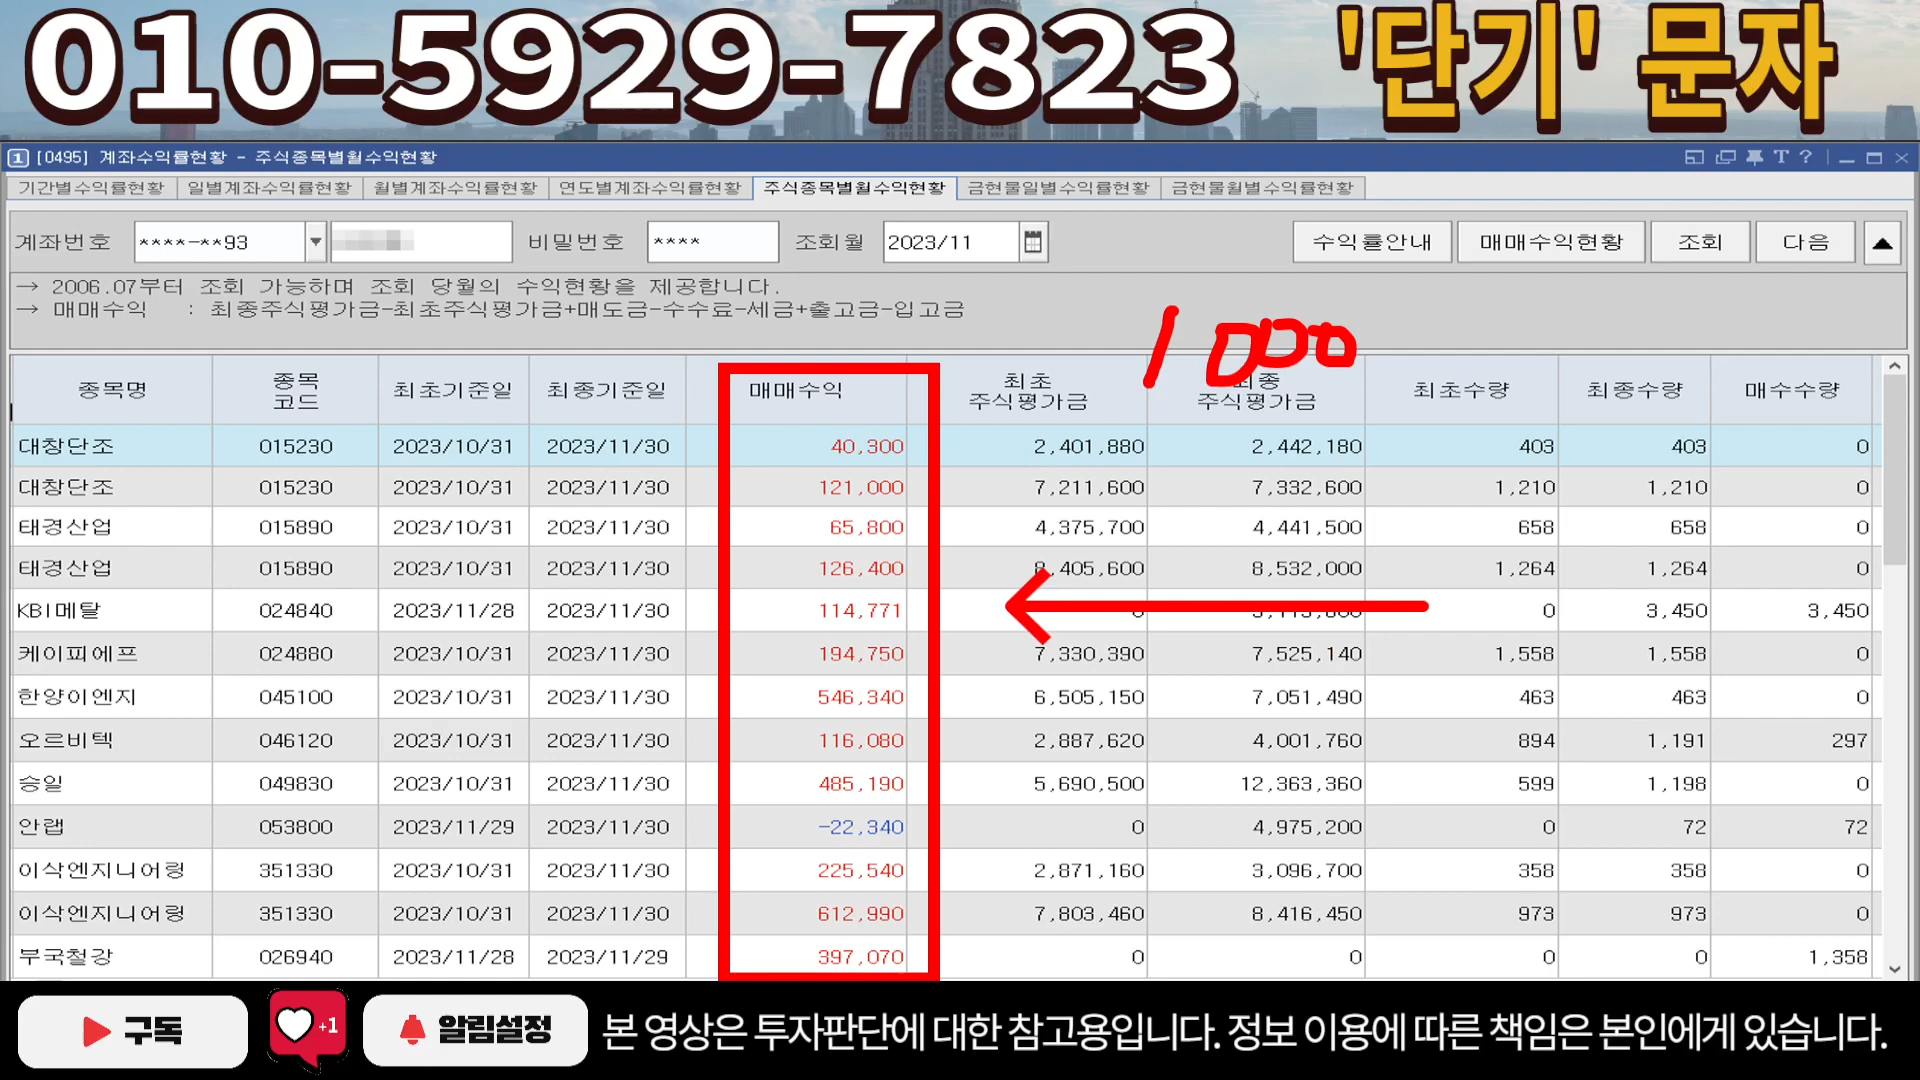 010-5929-7823 '단기' 문자
1 [0495] 계좌수익률현황 - 주식종목별월수익현황
기간별수익률현황 일별계좌수익률현황 월별계좌수익률현황 연도별계좌수익률현황 주식종목별월수익현황 금현물일별수익률현황 금현물월별수익률현황
계좌번호 ****-**93 비밀번호 **** 조회월 2023/11 수익률안내 매매수익현황 조회 다음
→ 2006.07부터 조회 가능하며 조회 당월의 수익현황을 제공합니다.
→ 매매수익 : 최종주식평가금-최초주식평가금+매도금-수수료-세금+출고금-입고금
1000
종목명 종목코드 최초기준일 최종기준일 매매수익 최초주식평가금 최종주식평가금 최초수량 최종수량 매수수량
대창단조 015230 2023/10/31 2023/11/30 40,300 2,401,880 2,442,180 403 403 0
대창단조 015230 2023/10/31 2023/11/30 121,000 7,211,600 7,332,600 1,210 1,210 0
태경산업 015890 2023/10/31 2023/11/30 65,800 4,375,700 4,441,500 658 658 0
태경산업 015890 2023/10/31 2023/11/30 126,400 8,405,600 8,532,000 1,264 1,264 0
KBI메탈 024840 2023/11/28 2023/11/30 114,771 0 0 3,450 3,450
케이피에프 024880 2023/10/31 2023/11/30 194,750 7,330,390 7,525,140 1,558 1,558 0
한양이엔지 045100 2023/10/31 2023/11/30 546,340 6,505,150 7,051,490 463 463 0
오르비텍 046120 2023/10/31 2023/11/30 116,080 2,887,620 4,001,760 894 1,191 297
승일 049830 2023/10/31 2023/11/30 485,190 5,690,500 12,363,360 599 1,198 0
안랩 053800 2023/11/29 2023/11/30 -22,340 0 4,975,200 0 72 72
이삭엔지니어링 351330 2023/10/31 2023/11/30 225,540 2,871,160 3,096,700 358 358 0
이삭엔지니어링 351330 2023/10/31 2023/11/30 612,990 7,803,460 8,416,450 973 973 0
부국철강 026940 2023/11/28 2023/11/29 397,070 0 0 0 0 1,358
구독 +1 알림설정 본 영상은 투자판단에 대한 참고용입니다. 정보 이용에 따른 책임은 본인에게 있습니다.